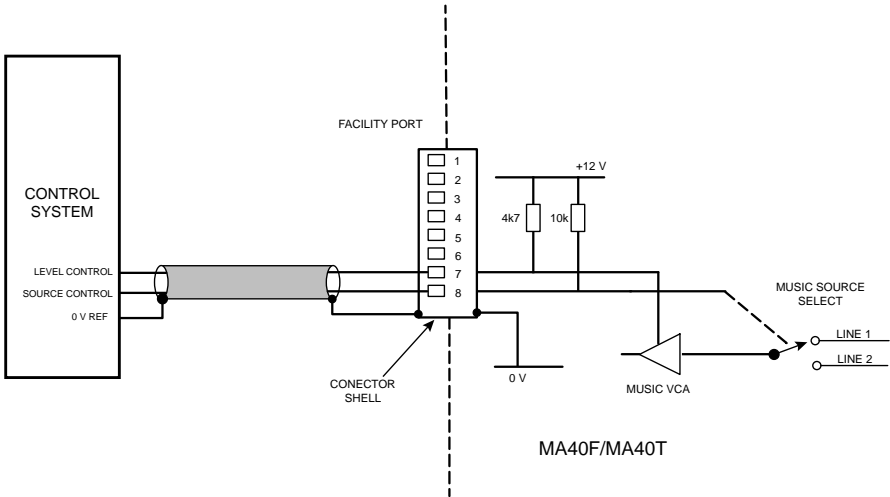 FACILITY PORT
CONTROL
SYSTEM
LEVEL CONTROL
SOURCE CONTROL
0 V REF
1
2
3
4
5
6
7
8
CONECTOR
SHELL
+12 V
4k7
10k
0 V
MUSIC VCA
MUSIC SOURCE
SELECT
LINE 1
LINE 2
MA40F/MA40T